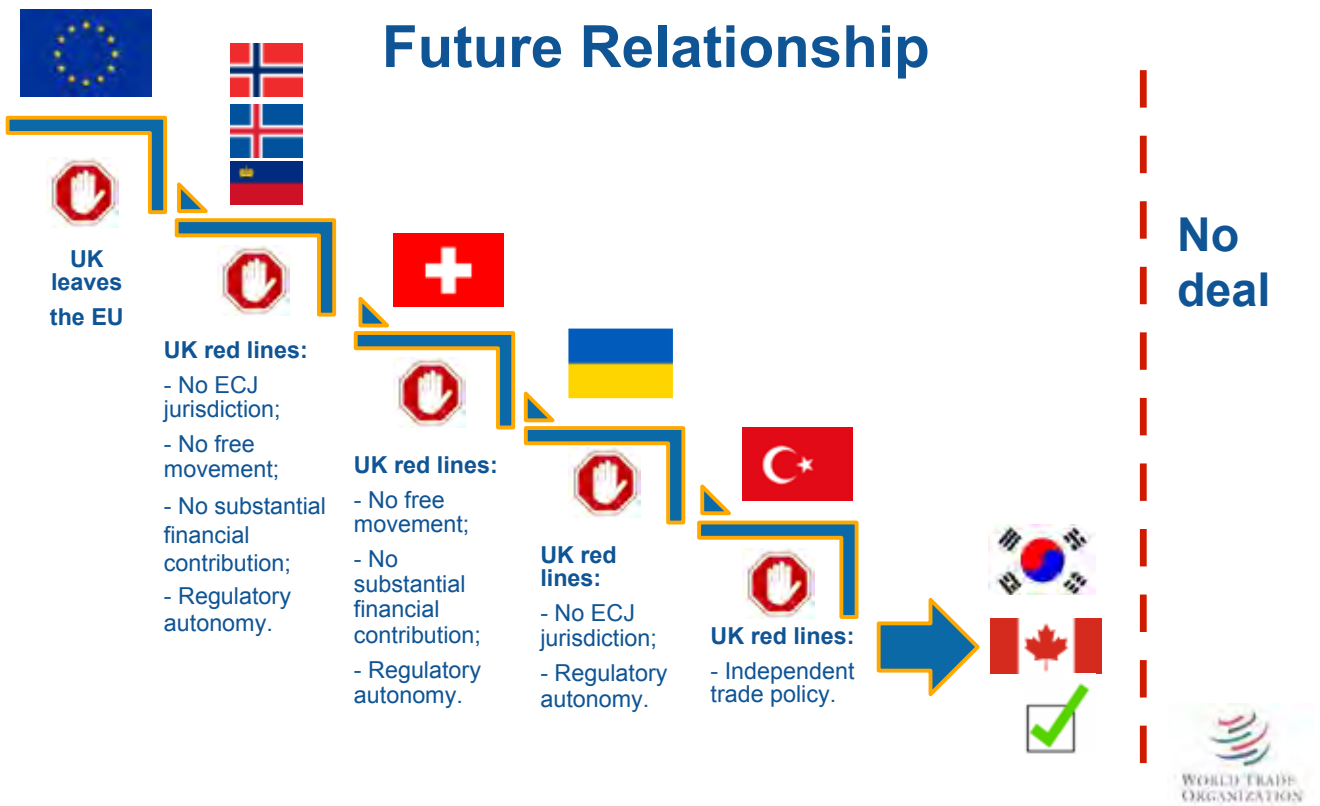 Future Relationship
UK
leaves
the EU
UK red lines:
- No ECJ
jurisdiction;
- No free
movement;
- No substantial
financial
contribution;
- Regulatory
autonomy.
UK red lines:
- No free
movement;
- No
substantial
financial
contribution;
- Regulatory
autonomy.
UK red
lines:
- No ECJ
jurisdiction;
- Regulatory
autonomy.
UK red lines:
- Independent
trade policy.
No
deal
WORLD TRADE
ORGANIZATION